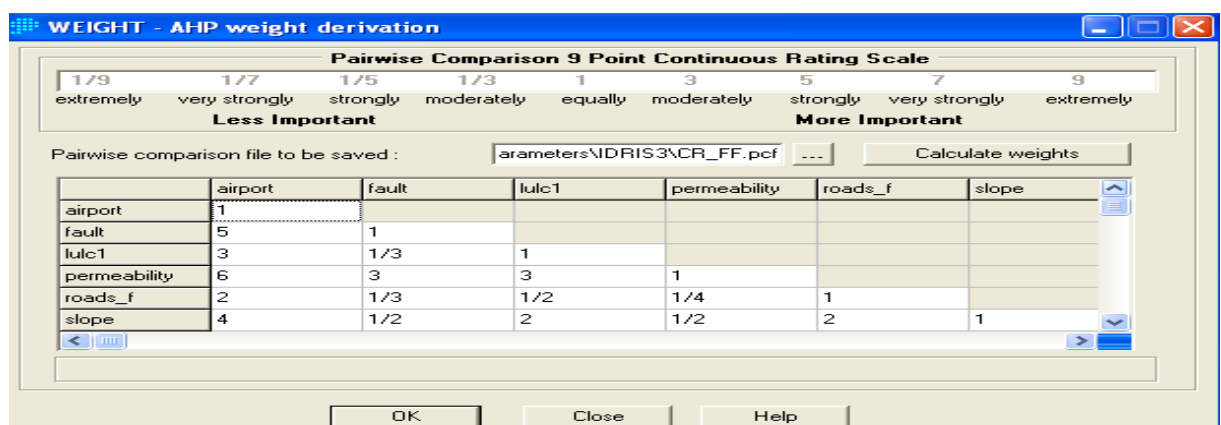 WEIGHT - AHP weight derivation
Pairwise Comparison 9 Point Continuous Rating Scale
1/9 1/7 1/5 1/3 1 3 5 7 9
extremely very strongly strongly moderately equally moderately strongly very strongly extremely
Less Important More Important
Pairwise comparison file to be saved : arameters\IDRIS3\CR_FF.pcf ... Calculate weights
airport fault lulc1 permeability roads_f slope
airport 1
fault 5 1
lulc1 3 1/3 1
permeability 6 3 3 1
roads_f 2 1/3 1/2 1/4 1
slope 4 1/2 2 1/2 2 1
OK Close Help